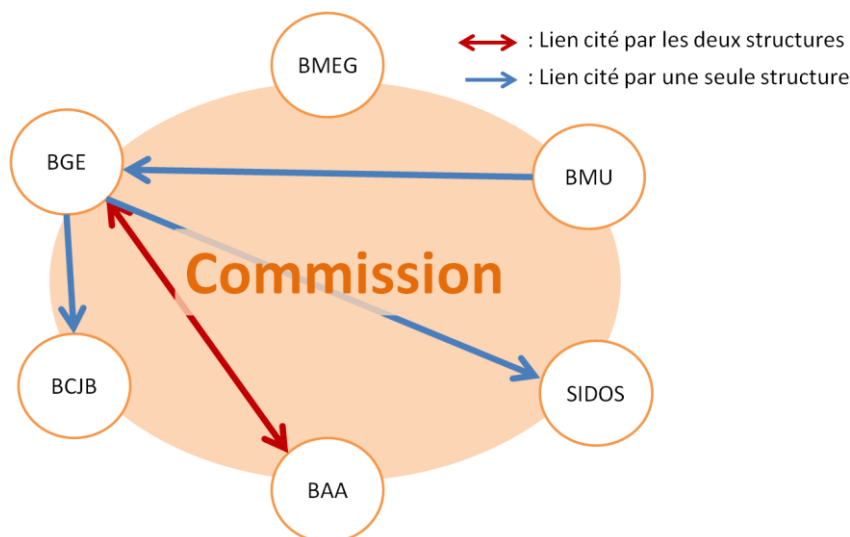 : Lien cité par les deux structures
: Lien cité par une seule structure
BMEG
BGE
BMU
Commission
BCJB
SIDOS
BAA